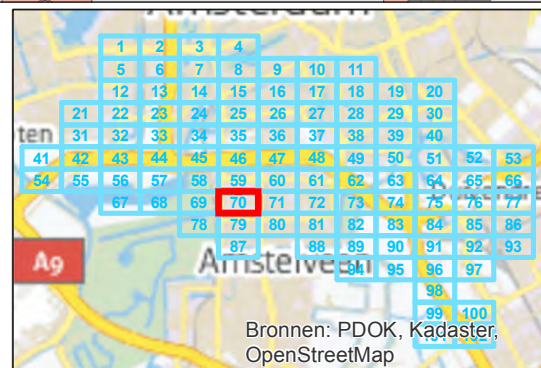 Amsterdam
1 2 3 4
5 6 7 8 9 10 11
12 13 14 15 16 17 18 19 20
21 22 23 24 25 26 27 28 29 30
ten 31 32 33 34 35 36 37 38 39 40
41 42 43 44 45 46 47 48 49 50 51 52 53
54 55 56 57 58 59 60 61 62 63 64 65 66
67 68 69 70 71 72 73 74 75 76 77
78 79 80 81 82 83 84 85 86
87 88 89 90 91 92 93
A9 Amstelveen
94 95 96 97
98
99 100
Bronnen: PDOK, Kadaster,
OpenStreetMap